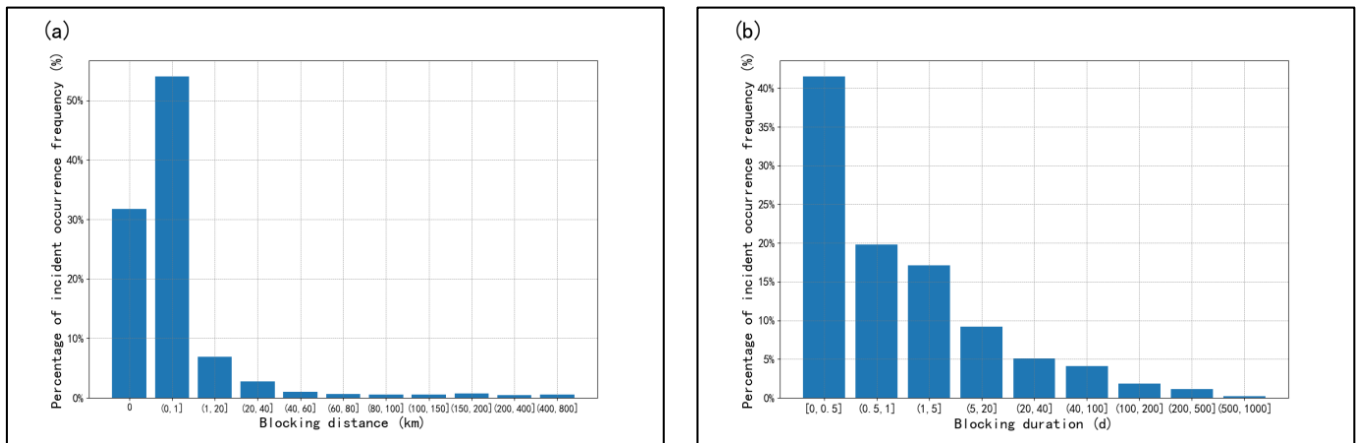 (a)
Percentage of incident occurrence frequency (%)
50%
40%
30%
20%
10%
0%
0 (0, 1] (1, 20] (20, 40] (40, 60] (60, 80] (80, 100] (100, 150] (150, 200] (200, 400] (400, 800]
Blocking distance (km)
(b)
Percentage of incident occurrence frequency (%)
40%
35%
30%
25%
20%
15%
10%
5%
0%
[0, 0.5] (0.5, 1] (1, 5] (5, 20] (20, 40] (40, 100] (100, 200] (200, 500] (500, 1000]
Blocking duration (d)